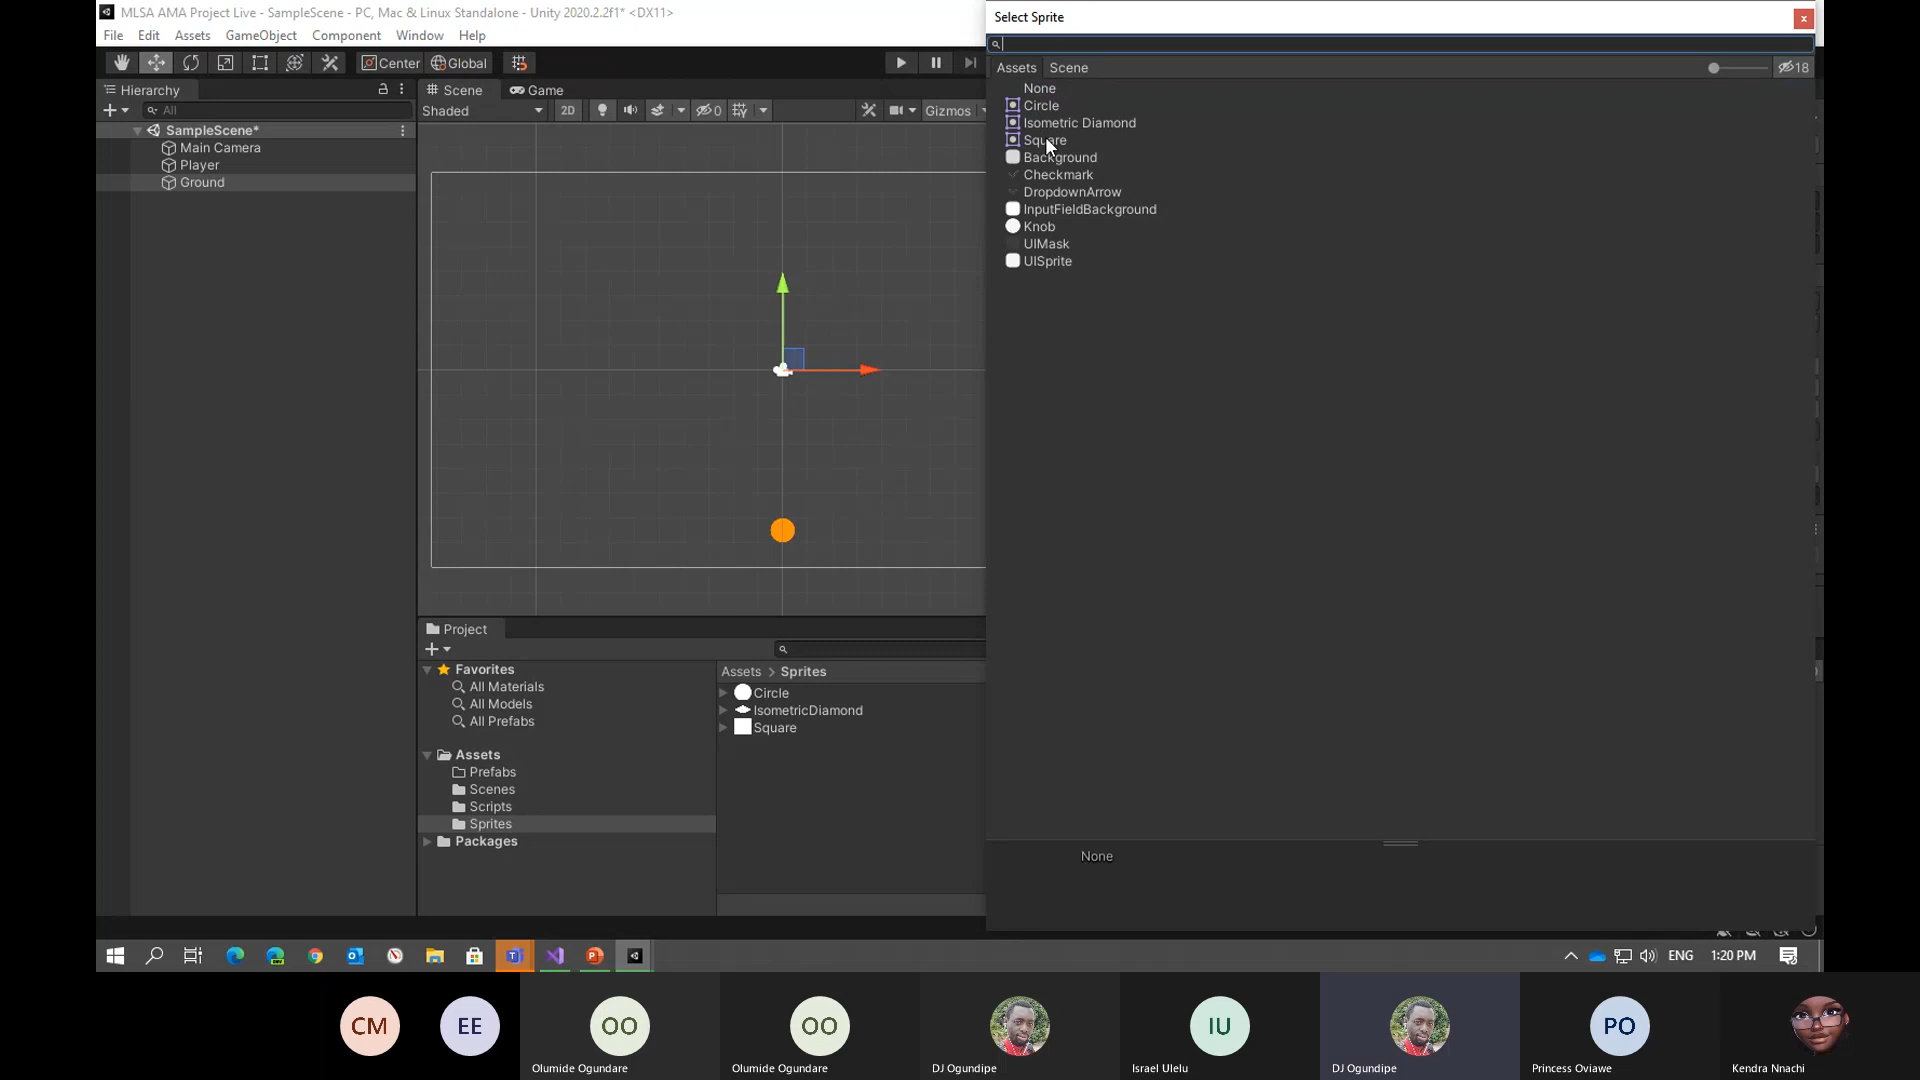 MLSA AMA Project Live - SampleScene - PC, Mac & Linux Standalone - Unity 2020.2.2f1* <DX11>
File Edit Assets GameObject Component Window Help
Center Global
Hierarchy
All
SampleScene*
Main Camera
Player
Ground
Scene Game
Shaded 2D 0 Gizmos
Select Sprite
x
Assets Scene 18
None
Circle
Isometric Diamond
Square
Background
Checkmark
DropdownArrow
InputFieldBackground
Knob
UIMask
UISprite
None
Project
Favorites
All Materials
All Models
All Prefabs
Assets
Prefabs
Scenes
Scripts
Sprites
Packages
Assets > Sprites
Circle
IsometricDiamond
Square
ENG 1:20 PM
CM EE OO OO IU PO
Olumide Ogundare Olumide Ogundare DJ Ogundipe Israel Ulelu DJ Ogundipe Princess Oviawe Kendra Nnachi